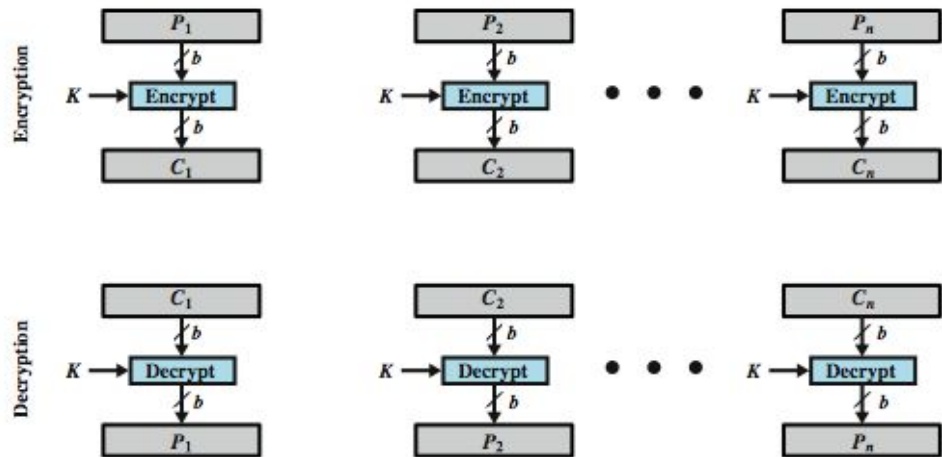 Encryption
P₁ P₂ Pₙ
b b b
K Encrypt K Encrypt • • • K Encrypt
b b b
C₁ C₂ Cₙ
Decryption
C₁ C₂ Cₙ
b b b
K Decrypt K Decrypt • • • K Decrypt
b b b
P₁ P₂ Pₙ